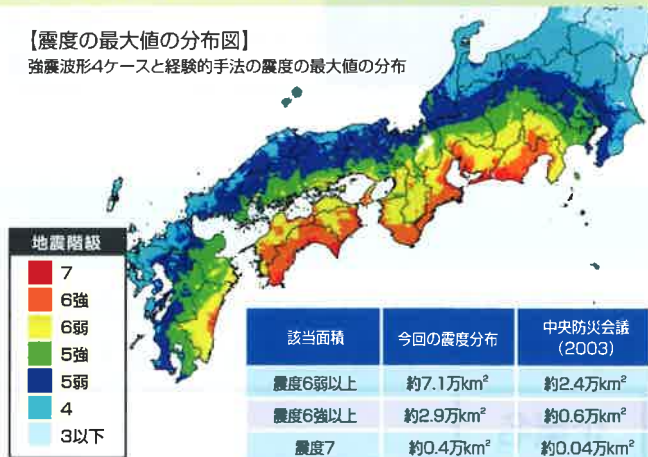 【震度の最大値の分布図】
強震波形4ケースと経験的手法の震度の最大値の分布
地震階級
7
6強
6弱
5強
5弱
4
3以下
該当面積 今回の震度分布 中央防災会議
（2003）
震度6弱以上 約7.1万km² 約2.4万km²
震度6強以上 約2.9万km² 約0.6万km²
震度7 約0.4万km² 約0.04万km²